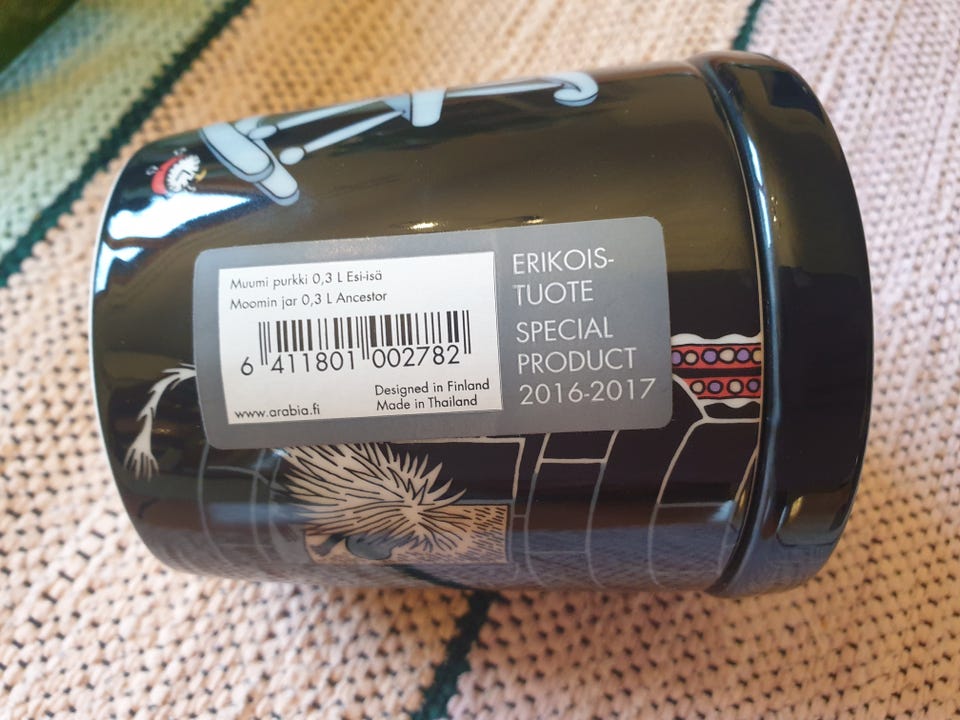 Muumi purkki 0,3 L Esi-isä
Moomin jar 0,3 L Ancestor
6 411801 002782
Designed in Finland
www.arabia.fi Made in Thailand
ERIKOIS-
TUOTE
SPECIAL
PRODUCT
2016-2017